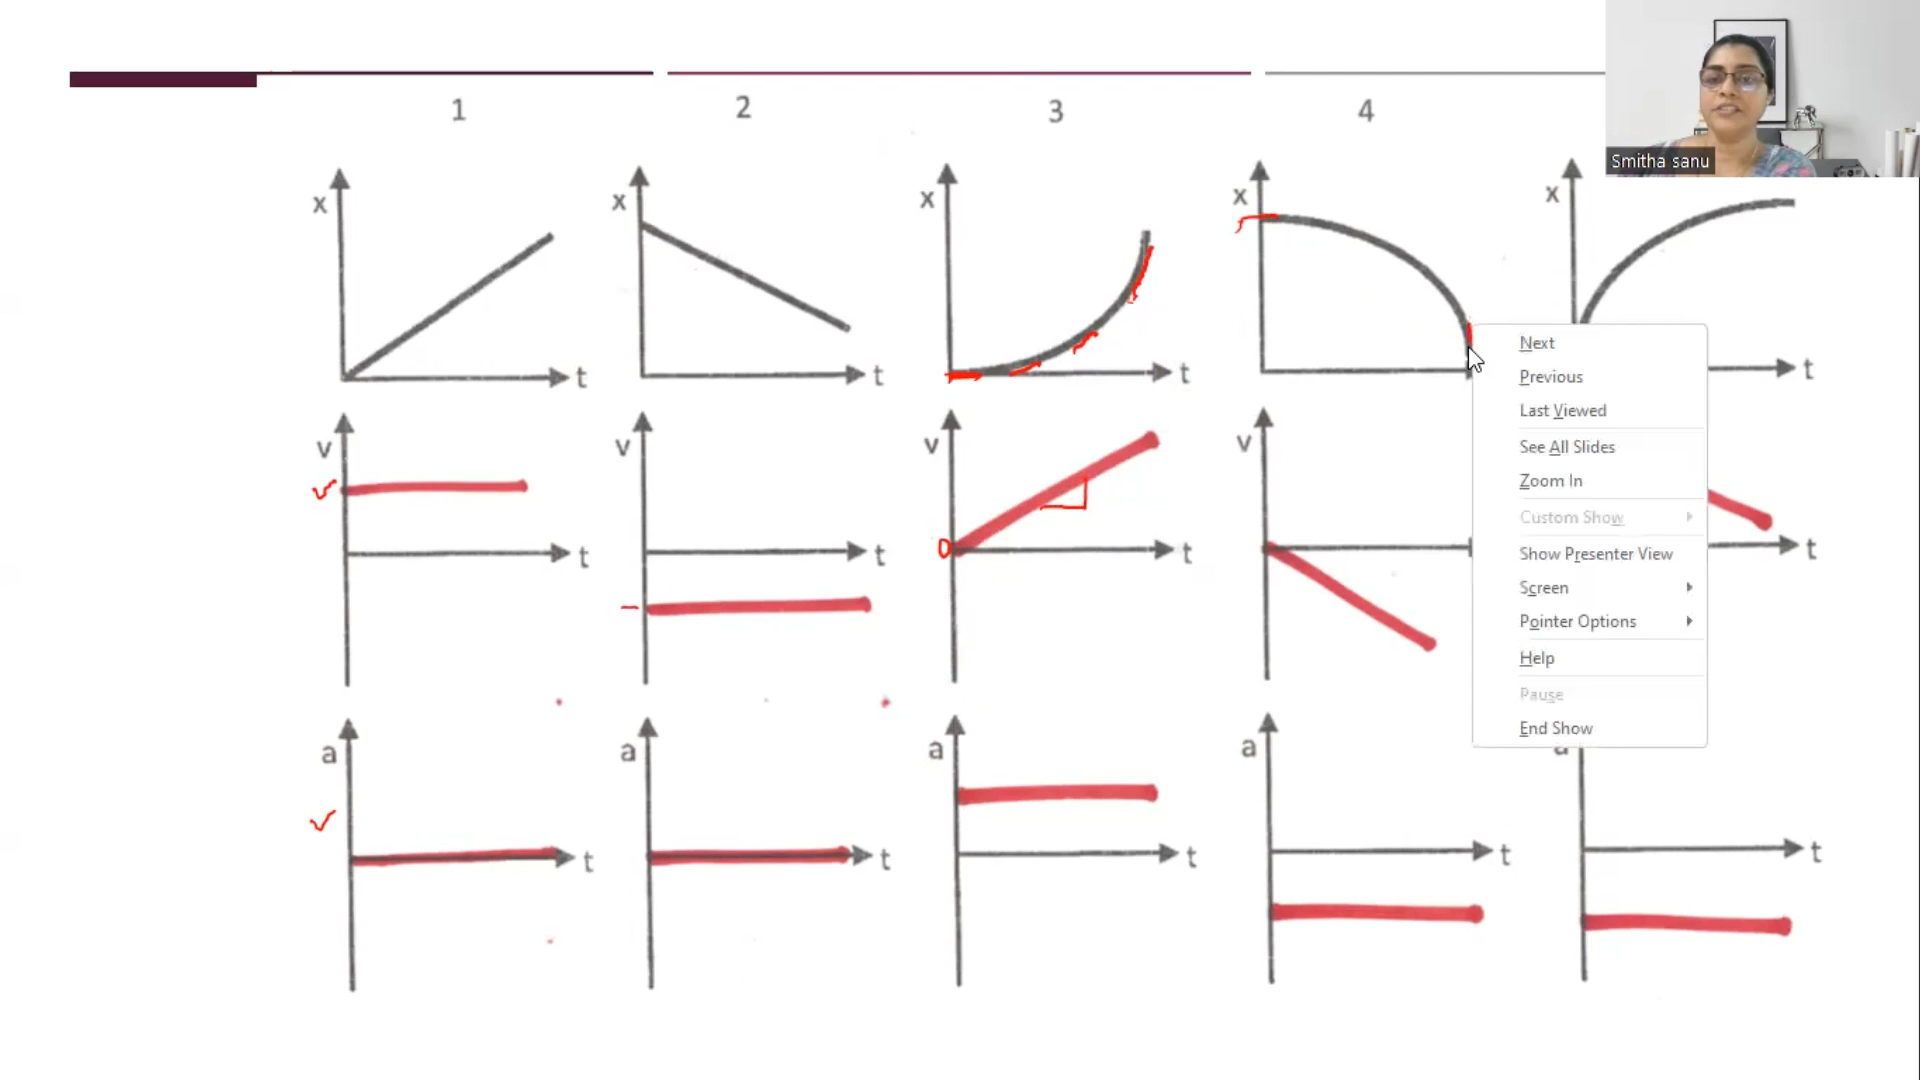 1 2 3 4
Smitha sanu
x t
x t
x t
x
x t
v t
v t
v t
v
t
0
a t
a t
a t
a t
a t
Next
Previous
Last Viewed
See All Slides
Zoom In
Custom Show
Show Presenter View
Screen
Pointer Options
Help
Pause
End Show